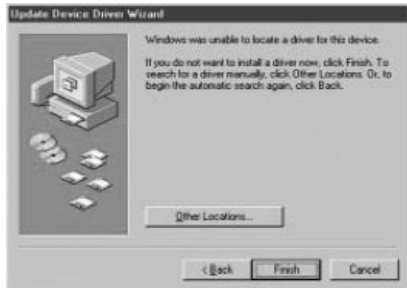 Update Device Driver Wizard
Windows was unable to locate a driver for this device.
If you do not want to install a driver now, click Finish. To
search for a driver manually, click Other Locations. Or, to
begin the automatic search again, click Back.
Other Locations...
< Back
Finish
Cancel